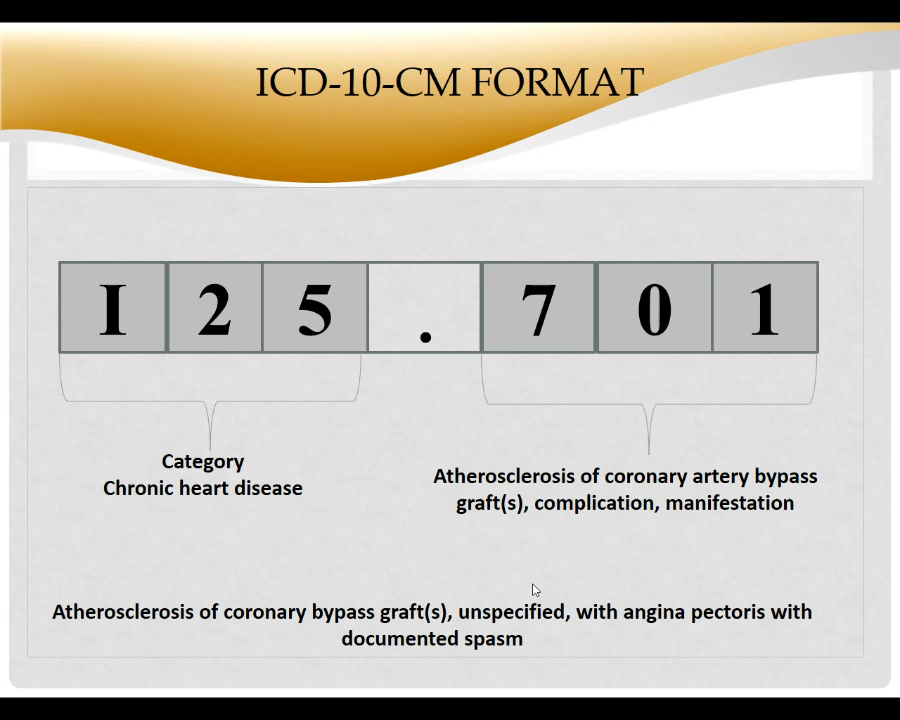 ICD-10-CM FORMAT
I 2 5 . 7 0 1
Category
Chronic heart disease
Atherosclerosis of coronary artery bypass
graft(s), complication, manifestation
Atherosclerosis of coronary bypass graft(s), unspecified, with angina pectoris with
documented spasm